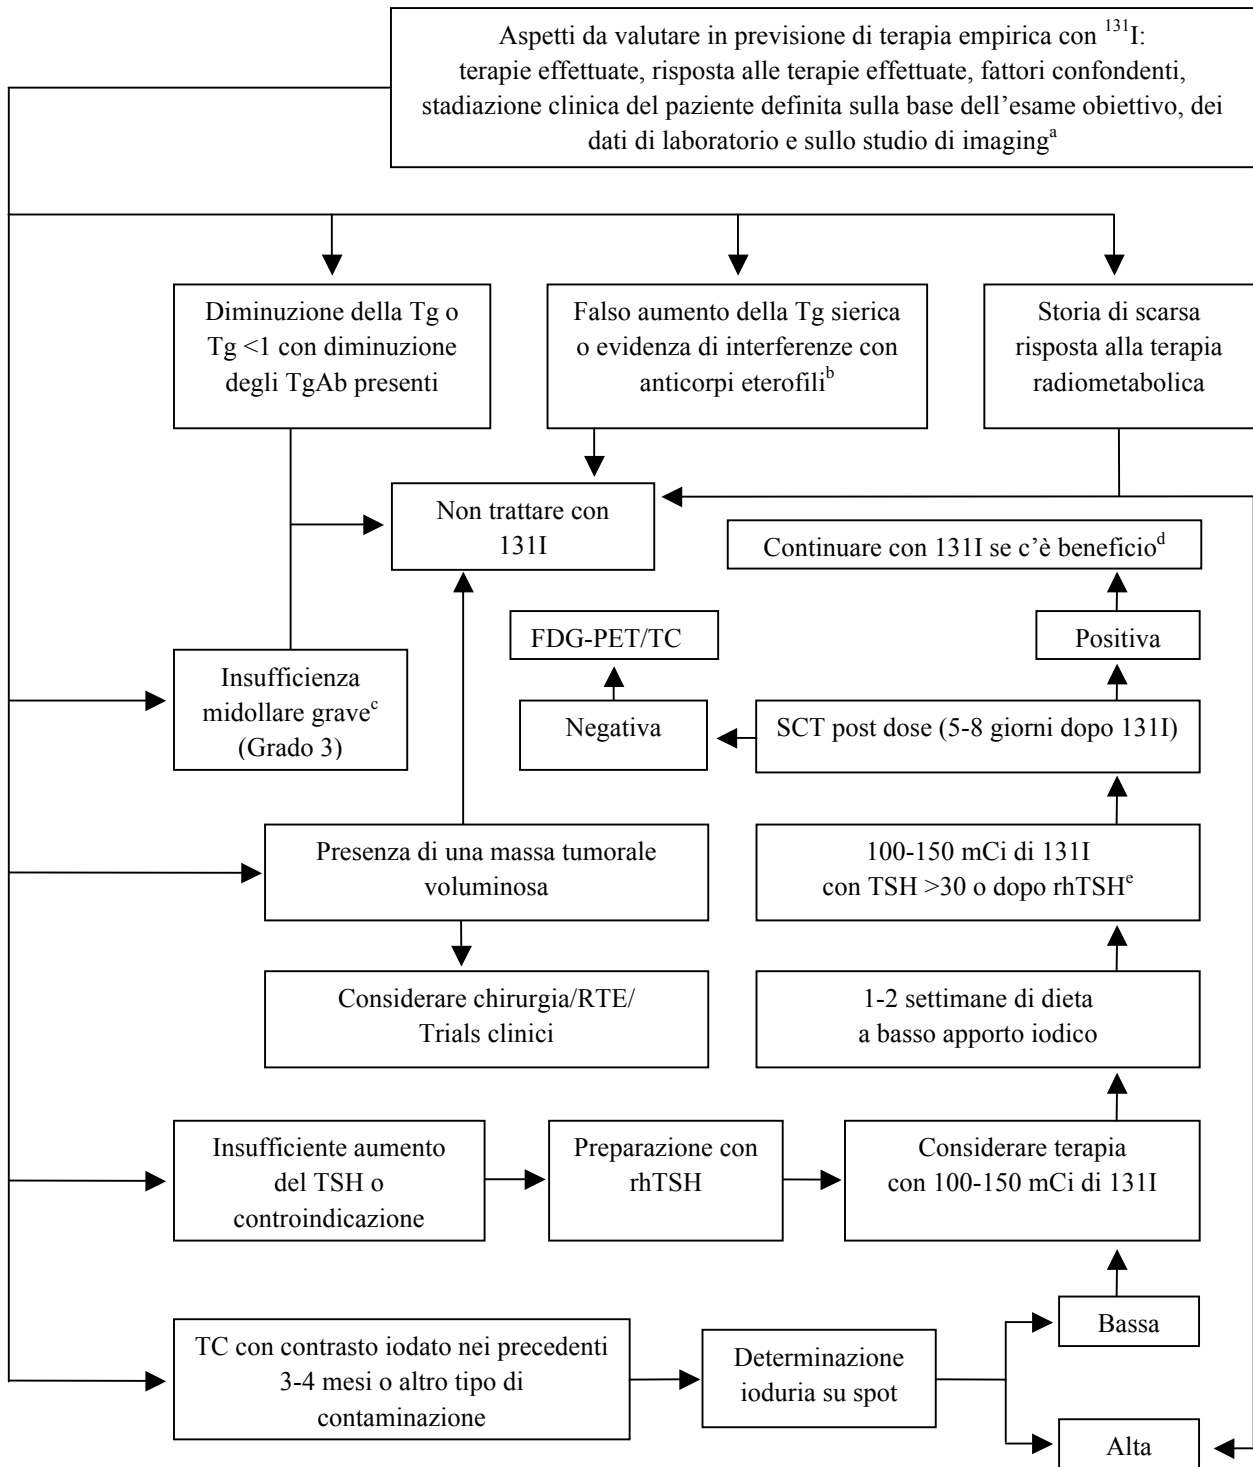 Aspetti da valutare in previsione di terapia empirica con ¹³¹I:
terapie effettuate, risposta alle terapie effettuate, fattori confondenti,
stadiazione clinica del paziente definita sulla base dell’esame obiettivo, dei
dati di laboratorio e sullo studio di imagingᵃ
Diminuzione della Tg o
Tg <1 con diminuzione
degli TgAb presenti
Falso aumento della Tg sierica
o evidenza di interferenze con
anticorpi eterofiliᵇ
Storia di scarsa
risposta alla terapia
radiometabolica
Non trattare con
131I
Continuare con 131I se c’è beneficioᵈ
FDG-PET/TC
Positiva
Insufficienza
midollare graveᶜ
(Grado 3)
Negativa
SCT post dose (5-8 giorni dopo 131I)
Presenza di una massa tumorale
voluminosa
100-150 mCi di 131I
con TSH >30 o dopo rhTSHᵉ
Considerare chirurgia/RTE/
Trials clinici
1-2 settimane di dieta
a basso apporto iodico
Insufficiente aumento
del TSH o
controindicazione
Preparazione con
rhTSH
Considerare terapia
con 100-150 mCi di 131I
TC con contrasto iodato nei precedenti
3-4 mesi o altro tipo di
contaminazione
Determinazione
ioduria su spot
Bassa
Alta